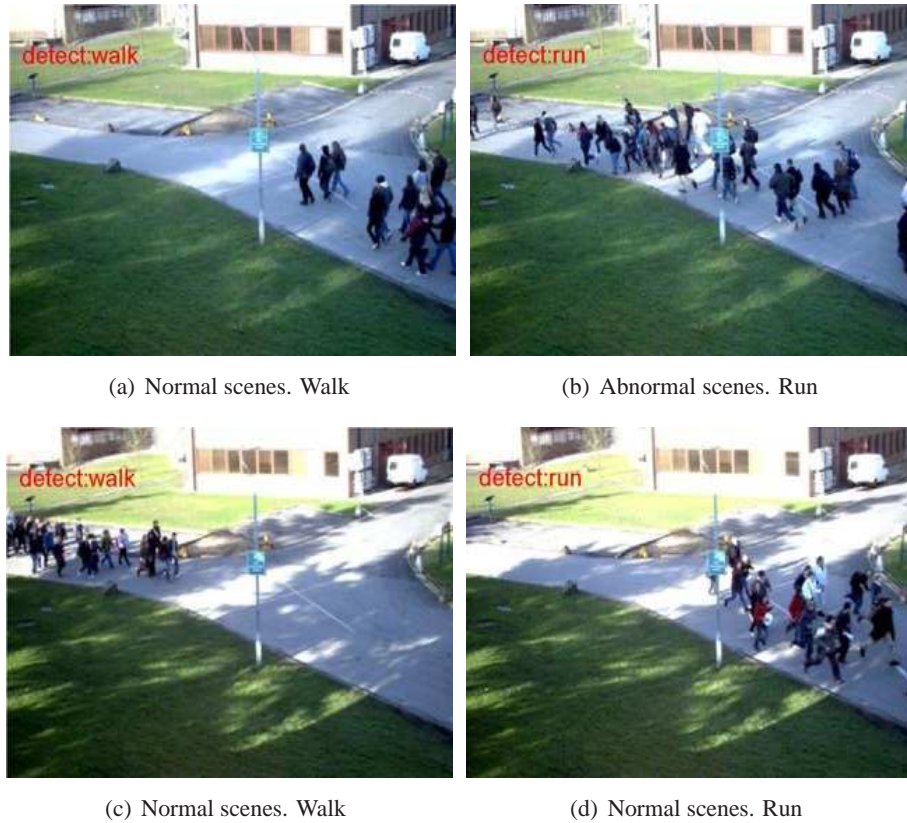 detect:walk
detect:run
(a) Normal scenes. Walk
(b) Abnormal scenes. Run
detect:walk
detect:run
(c) Normal scenes. Walk
(d) Normal scenes. Run